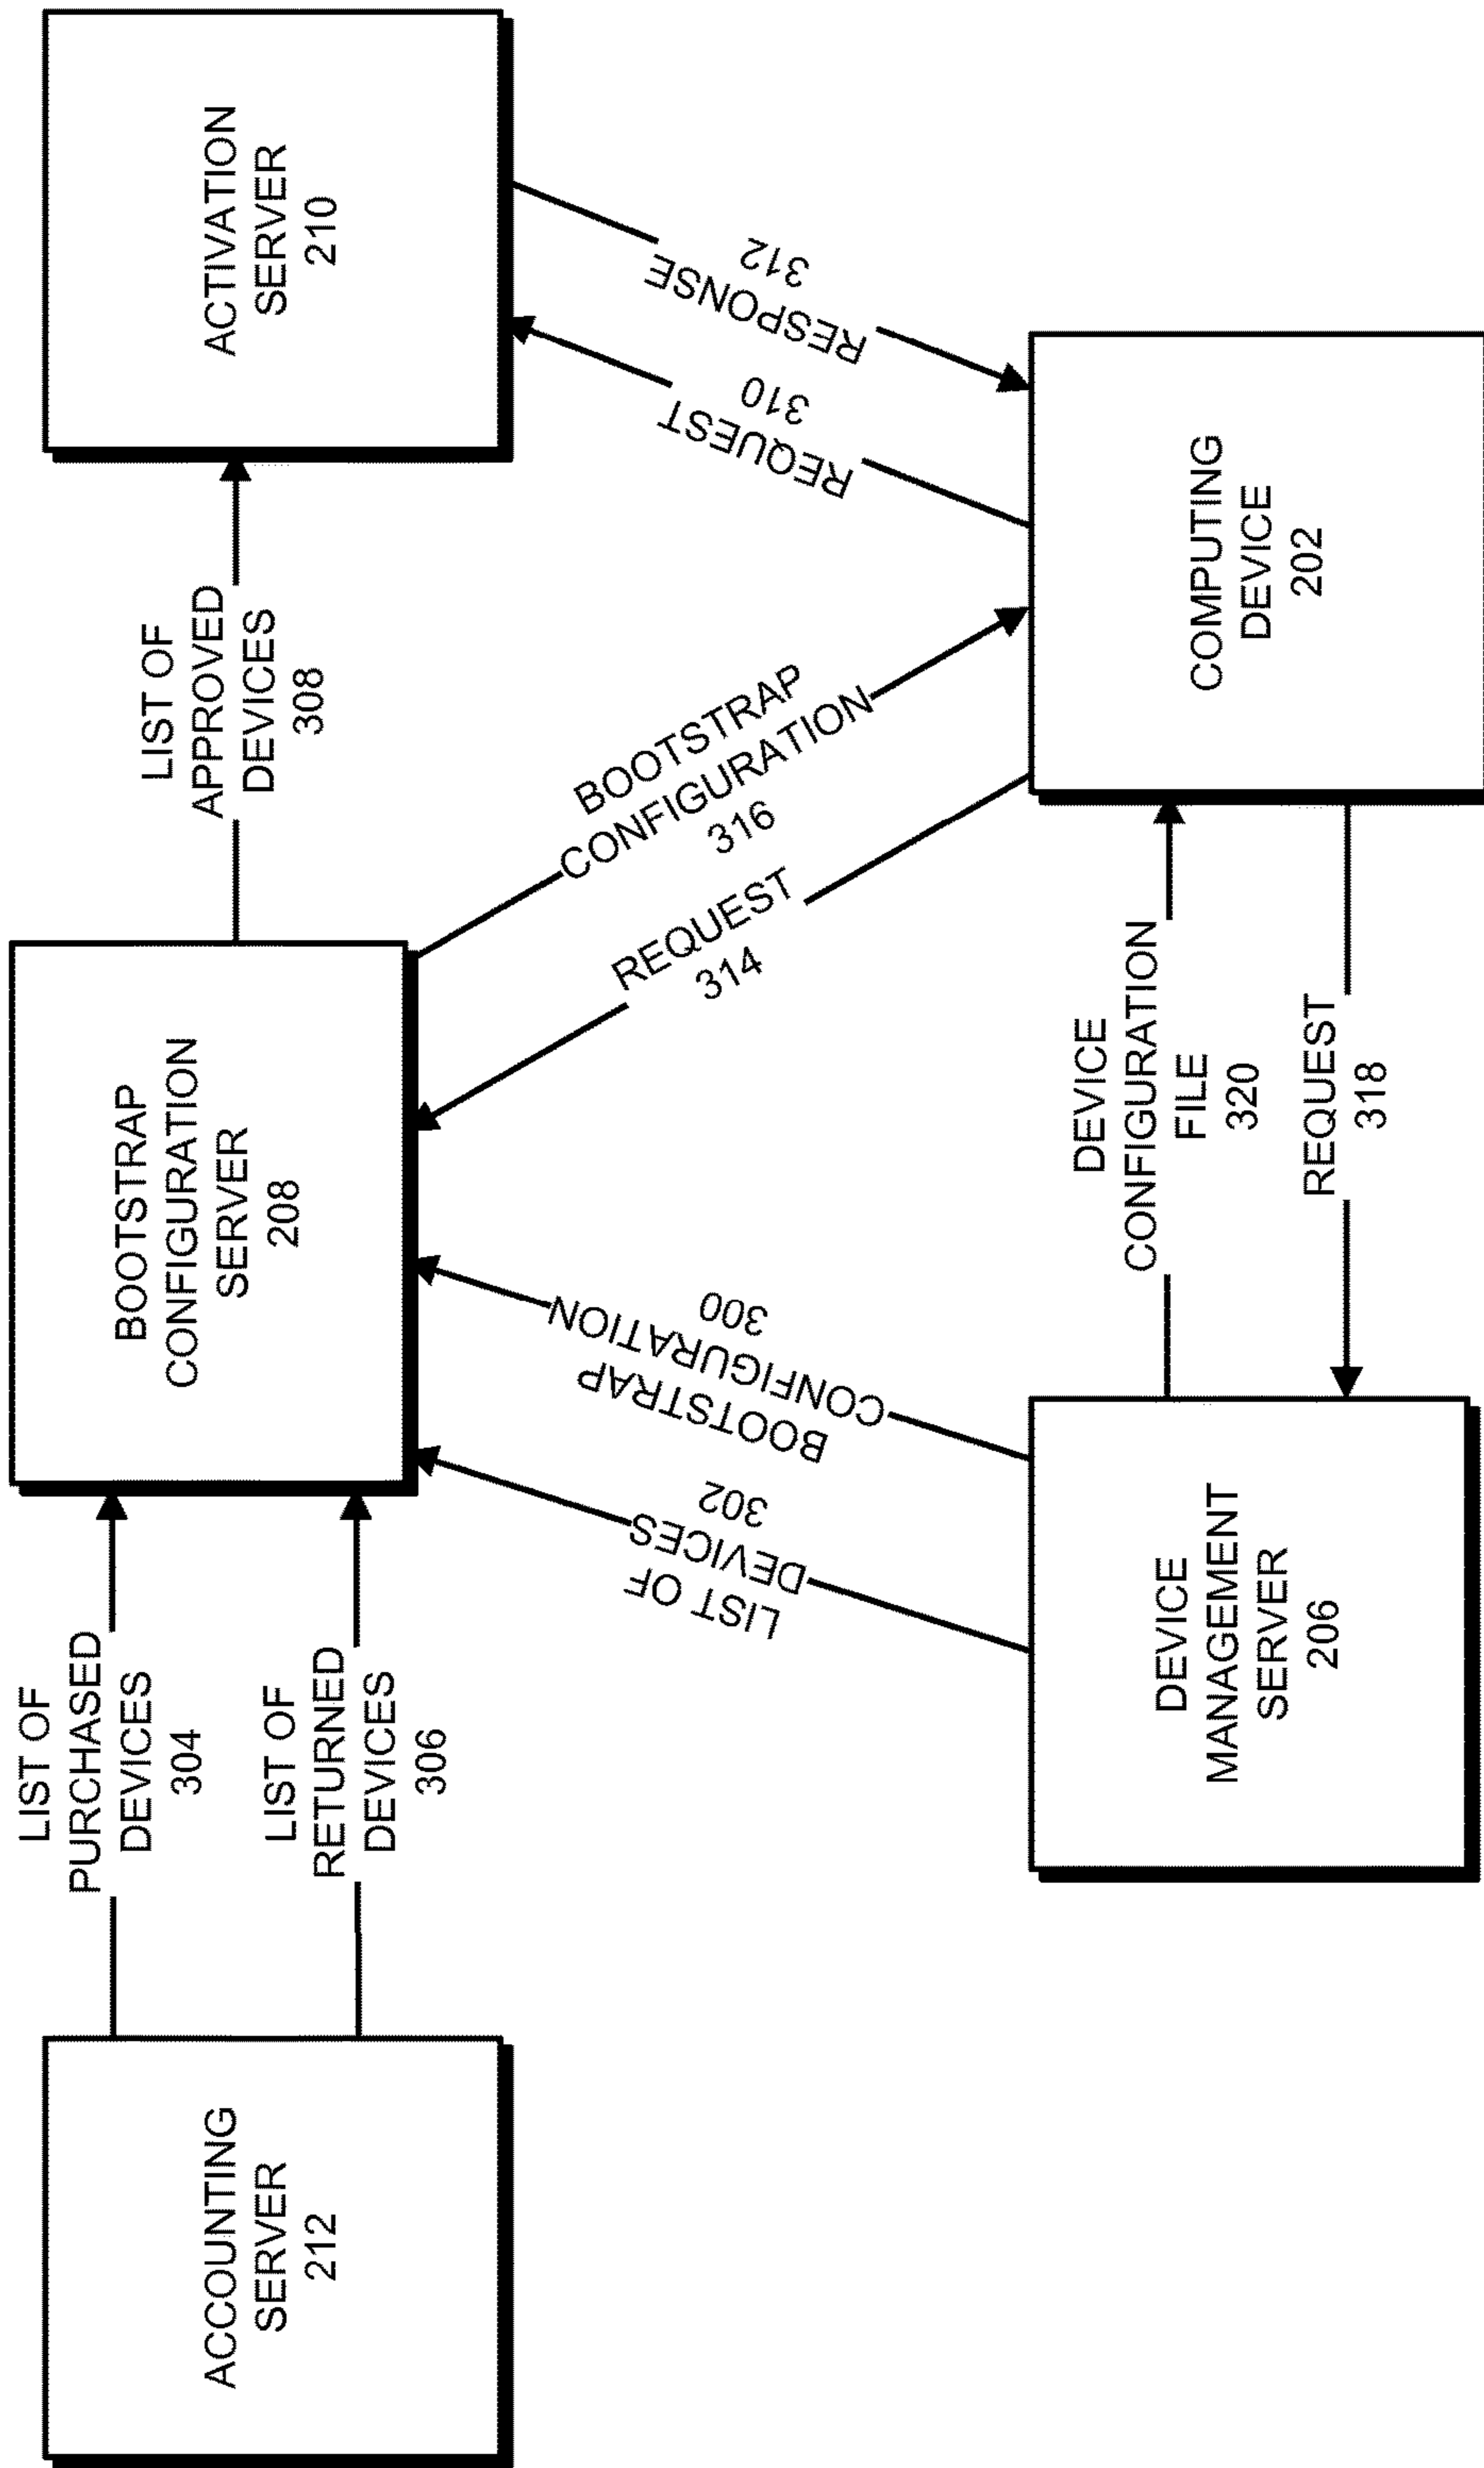 ACCOUNTING
SERVER
212
LIST OF
PURCHASED
DEVICES
304
LIST OF
RETURNED
DEVICES
306
BOOTSTRAP
CONFIGURATION
SERVER
208
LIST OF
APPROVED
DEVICES
308
ACTIVATION
SERVER
210
LIST OF
DEVICES
302
BOOTSTRAP
CONFIGURATION
300
REQUEST
314
BOOTSTRAP
CONFIGURATION
316
REQUEST
310
RESPONSE
312
DEVICE
MANAGEMENT
SERVER
206
DEVICE
CONFIGURATION
FILE
320
REQUEST
318
COMPUTING
DEVICE
202